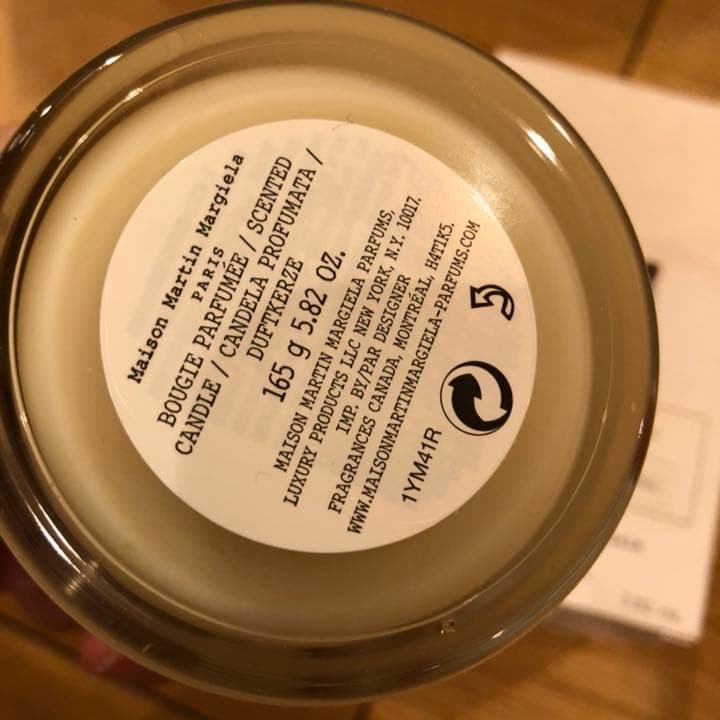 Maison Martin Margiela
PARIS
BOUGIE PARFUMEE / SCENTED
CANDLE / CANDELA PROFUMATA /
DUFTKERZE
165 g 5.82 OZ.
MAISON MARTIN MARGIELA PARFUMS,
LUXURY PRODUCTS LLC NEW YORK, N.Y. 10017.
IMP. BY/PAR DESIGNER
FRAGRANCES CANADA, MONTRÉAL, H4T1K5.
WWW.MAISONMARTINMARGIELA-PARFUMS.COM
1YM41R